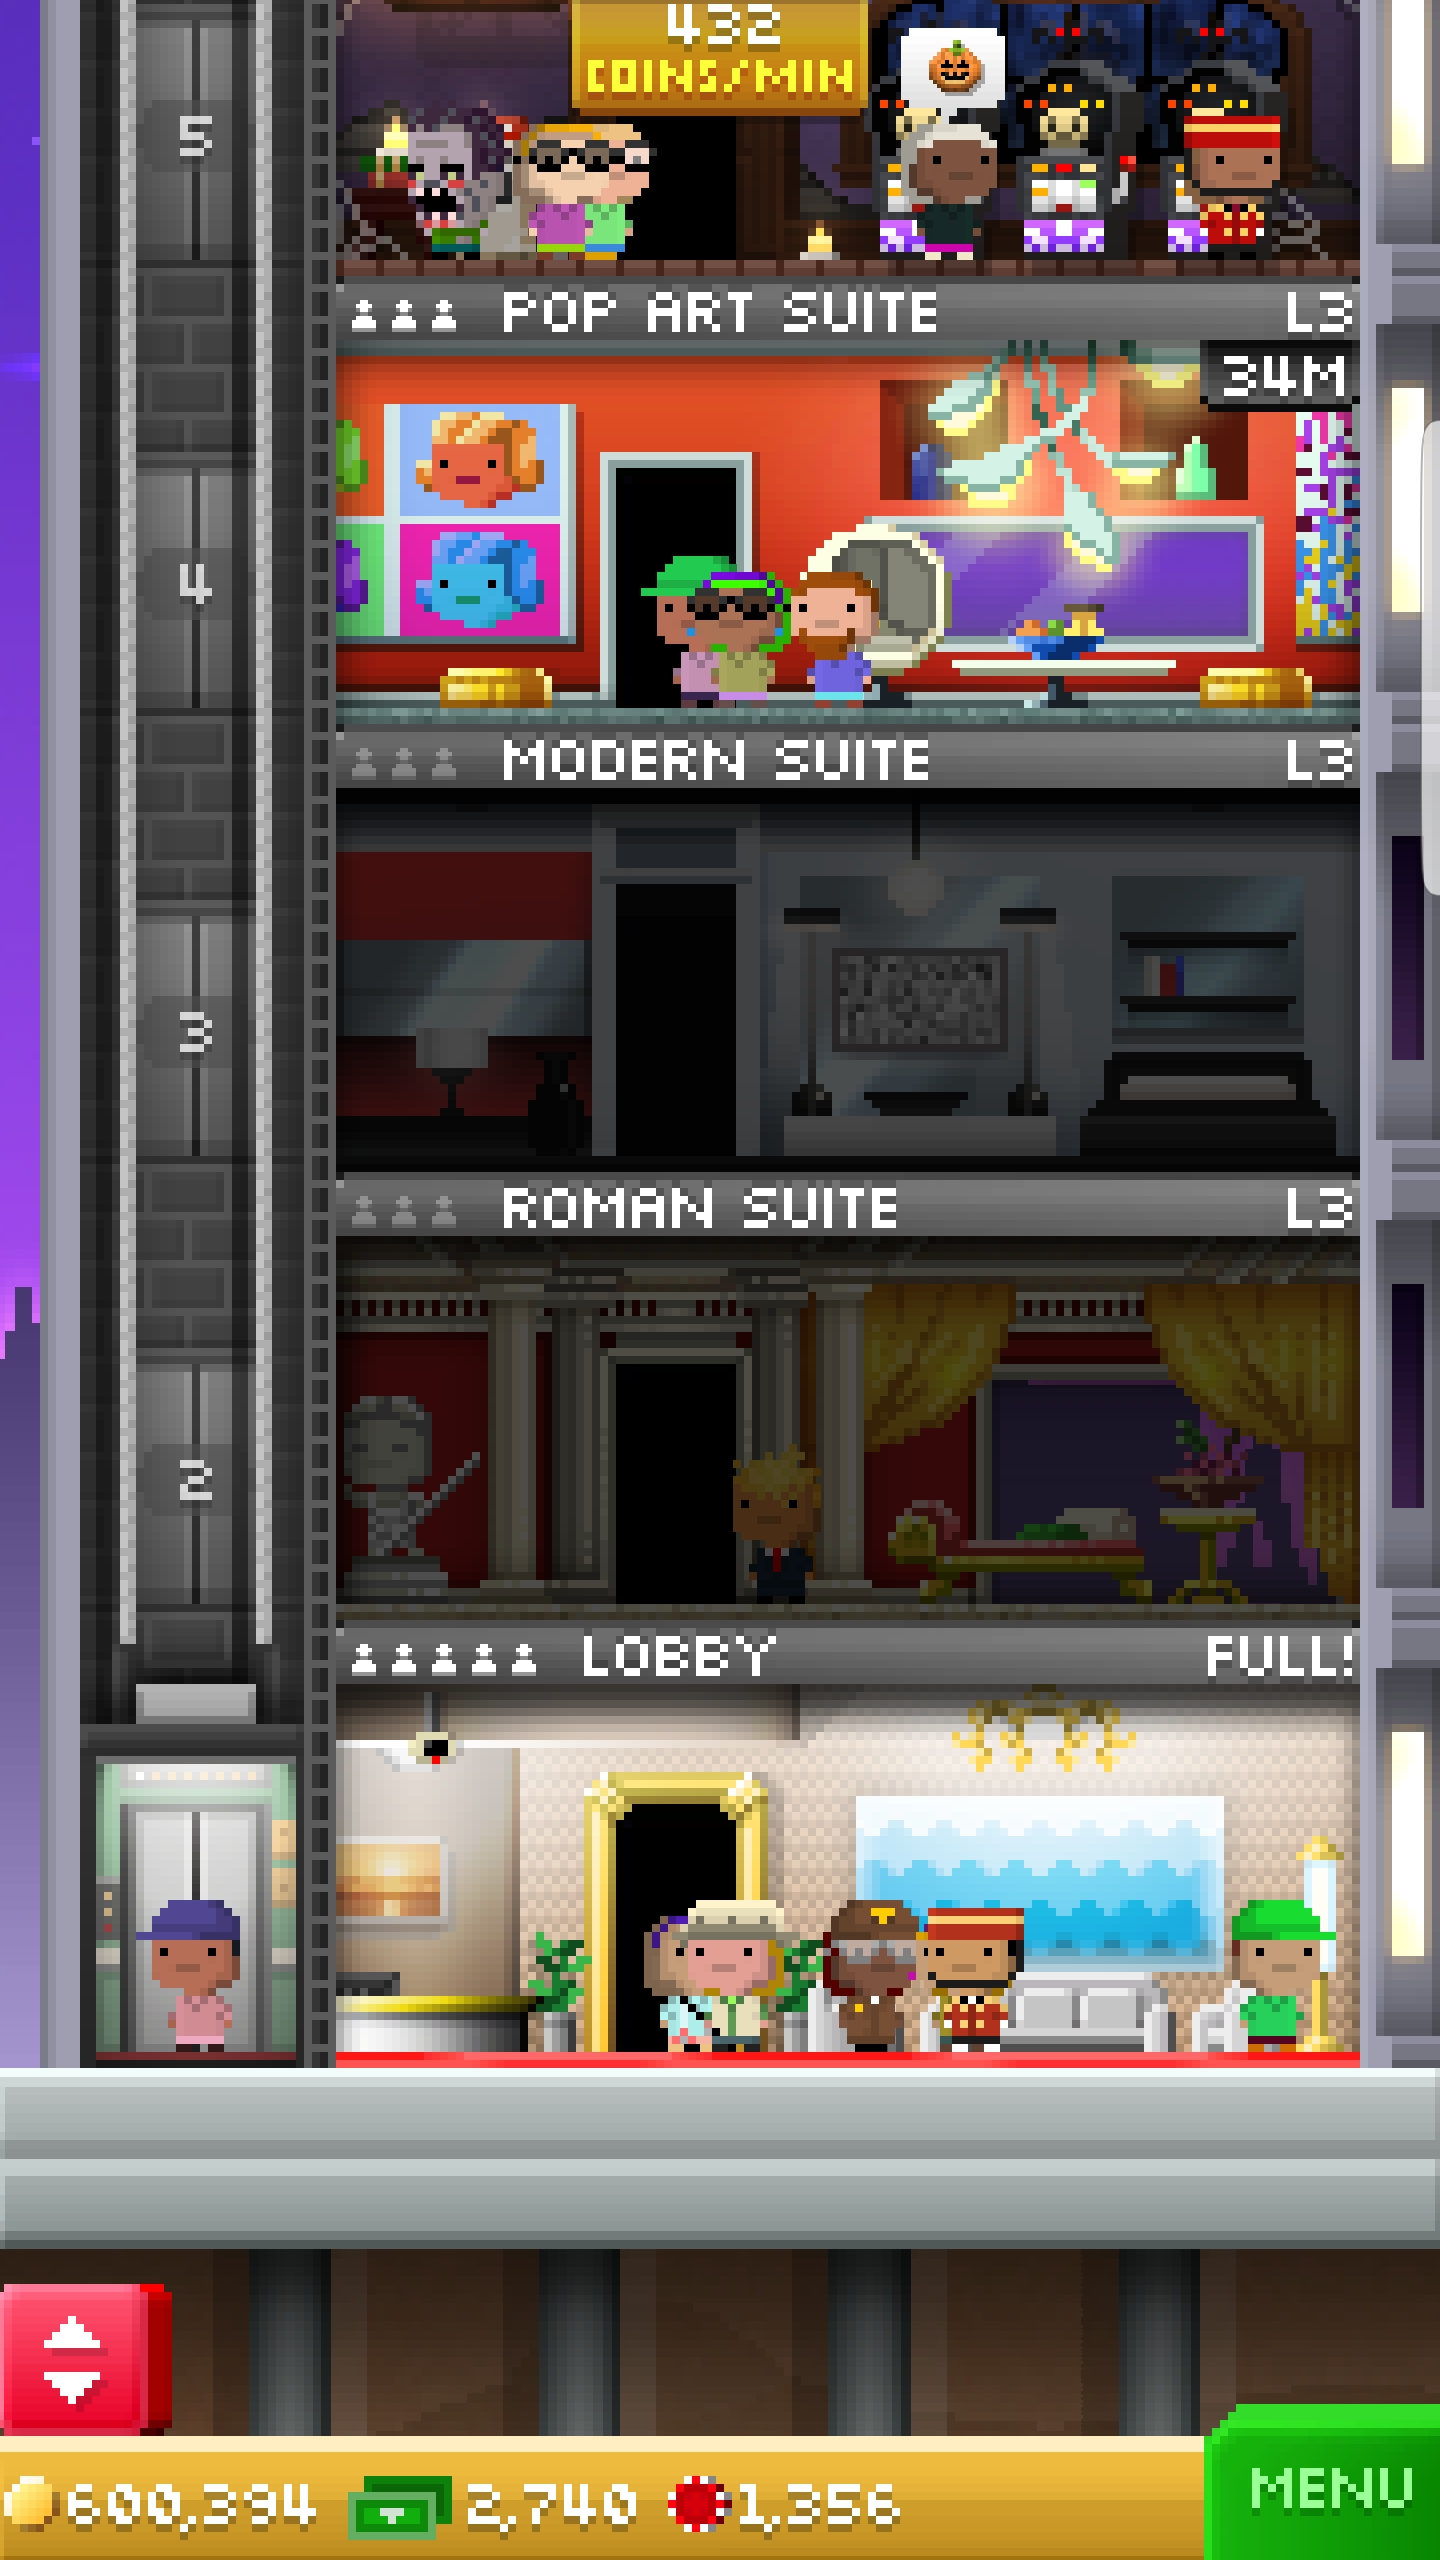 432
COINS/MIN
5
POP ART SUITE L3
34M
4
MODERN SUITE L3
3
ROMAN SUITE L3
2
LOBBY FULL!
600,394 2,740 1,356
MENU